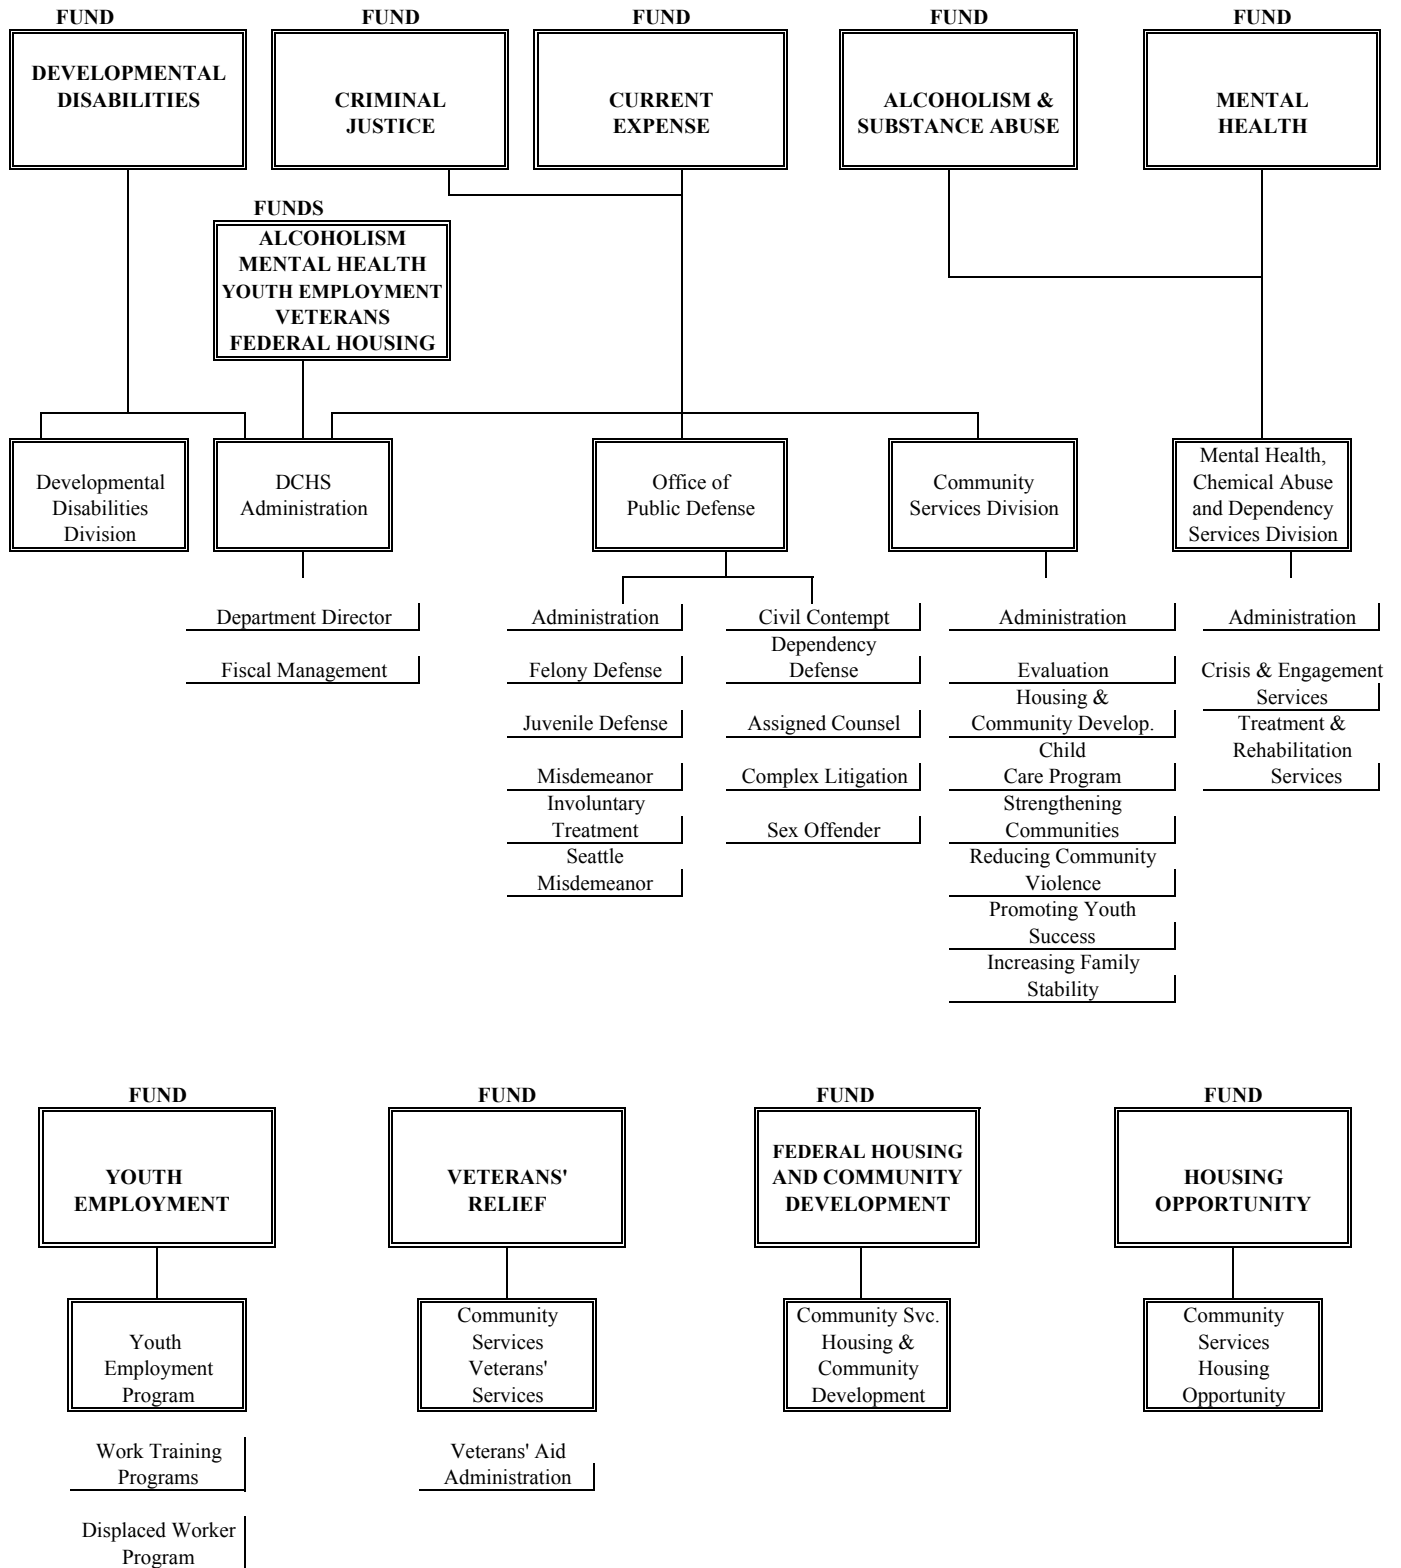 FUND
DEVELOPMENTAL
DISABILITIES
FUND
CRIMINAL
JUSTICE
FUND
CURRENT
EXPENSE
FUND
ALCOHOLISM &
SUBSTANCE ABUSE
FUND
MENTAL
HEALTH
FUNDS
ALCOHOLISM
MENTAL HEALTH
YOUTH EMPLOYMENT
VETERANS
FEDERAL HOUSING
Developmental
Disabilities
Division
DCHS
Administration
Office of
Public Defense
Community
Services Division
Mental Health,
Chemical Abuse
and Dependency
Services Division
Department Director
Fiscal Management
Administration
Felony Defense
Juvenile Defense
Misdemeanor
Involuntary
Treatment
Seattle
Misdemeanor
Civil Contempt
Dependency
Defense
Assigned Counsel
Complex Litigation
Sex Offender
Administration
Evaluation
Housing &
Community Develop.
Child
Care Program
Strengthening
Communities
Reducing Community
Violence
Promoting Youth
Success
Increasing Family
Stability
Administration
Crisis & Engagement
Services
Treatment &
Rehabilitation
Services
FUND
YOUTH
EMPLOYMENT
Youth
Employment
Program
Work Training
Programs
Displaced Worker
Program
FUND
VETERANS'
RELIEF
Community
Services
Veterans'
Services
Veterans' Aid
Administration
FUND
FEDERAL HOUSING
AND COMMUNITY
DEVELOPMENT
Community Svc.
Housing &
Community
Development
FUND
HOUSING
OPPORTUNITY
Community
Services
Housing
Opportunity